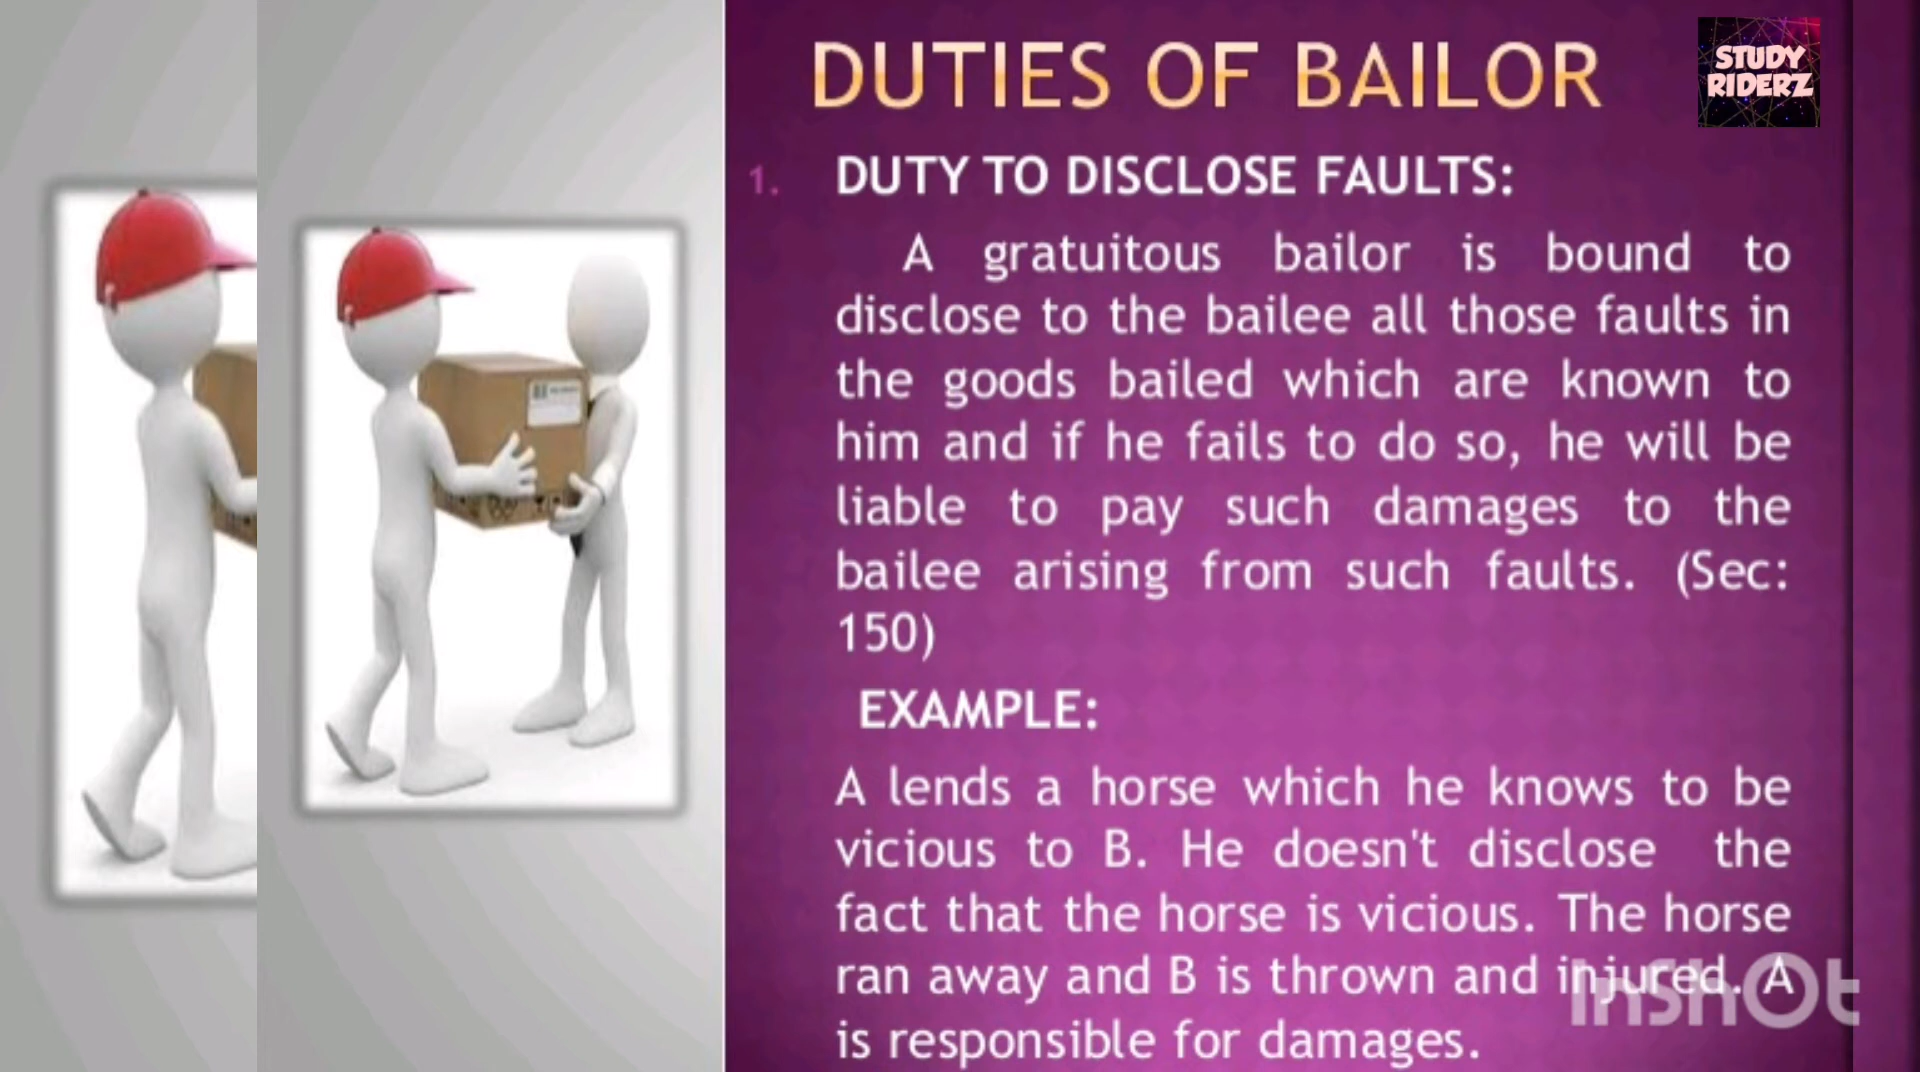 DUTIES OF BAILOR
STUDY
RIDERZ
1. DUTY TO DISCLOSE FAULTS:
A gratuitous bailor is bound to
disclose to the bailee all those faults in
the goods bailed which are known to
him and if he fails to do so, he will be
liable to pay such damages to the
bailee arising from such faults. (Sec:
150)
EXAMPLE:
A lends a horse which he knows to be
vicious to B. He doesn't disclose the
fact that the horse is vicious. The horse
ran away and B is thrown and injured. A
is responsible for damages.
InShOt